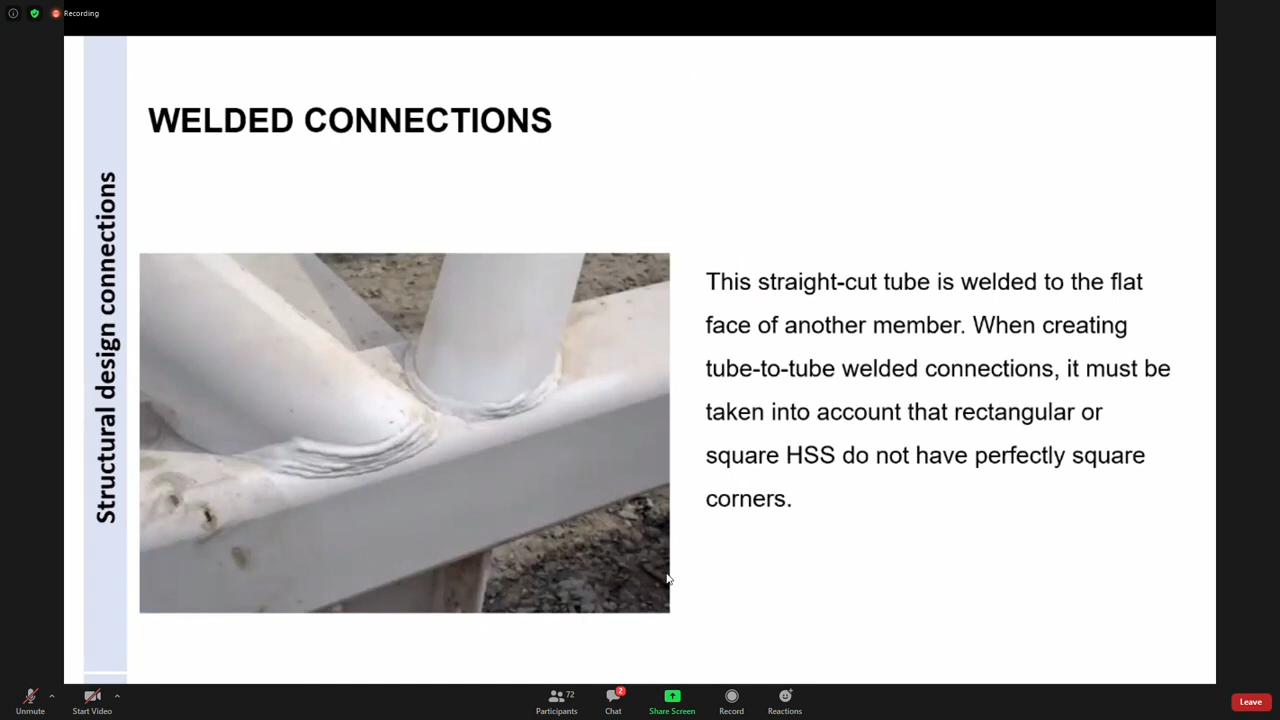 Recording
WELDED CONNECTIONS
Structural design connections
This straight-cut tube is welded to the flat
face of another member. When creating
tube-to-tube welded connections, it must be
taken into account that rectangular or
square HSS do not have perfectly square
corners.
Unmute
Start Video
72
Participants
2
Chat
Share Screen
Record
Reactions
Leave